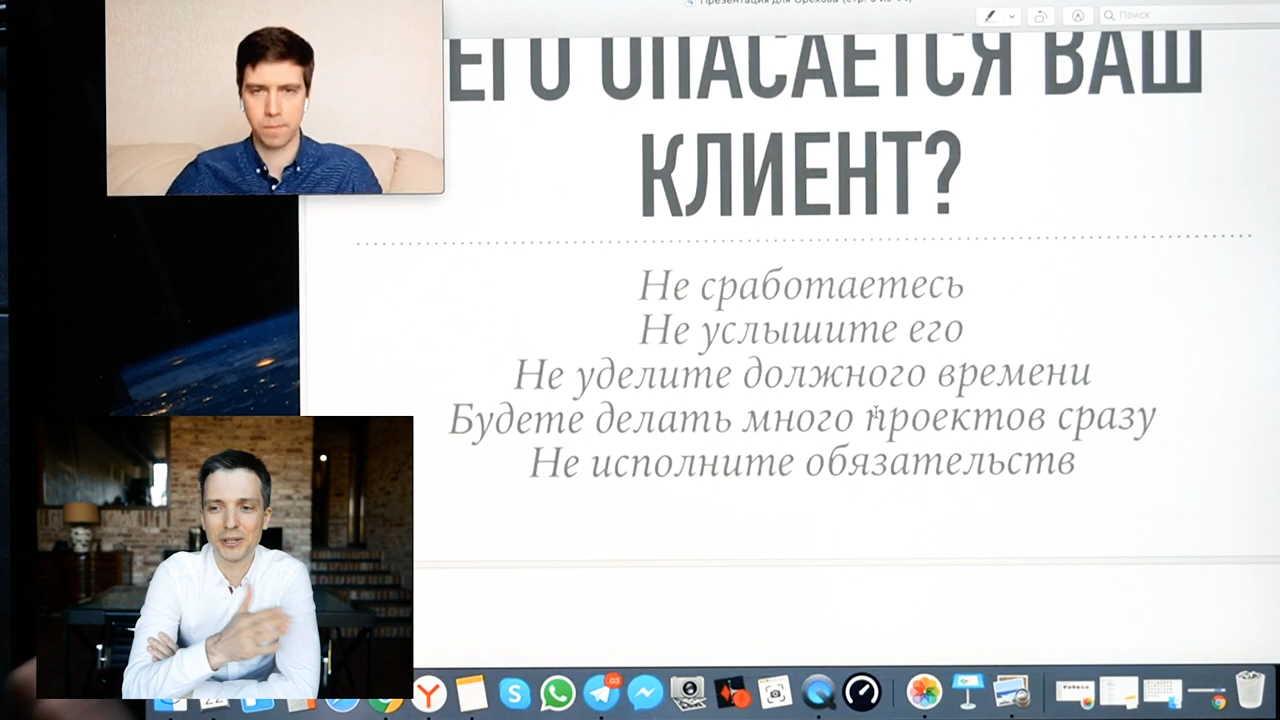 Поиск
ЕГО ОПАСАЕТСЯ ВАШ
КЛИЕНТ?
Не сработаетесь
Не услышите его
Не уделите должного времени
Будете делать много проектов сразу
Не исполните обязательств